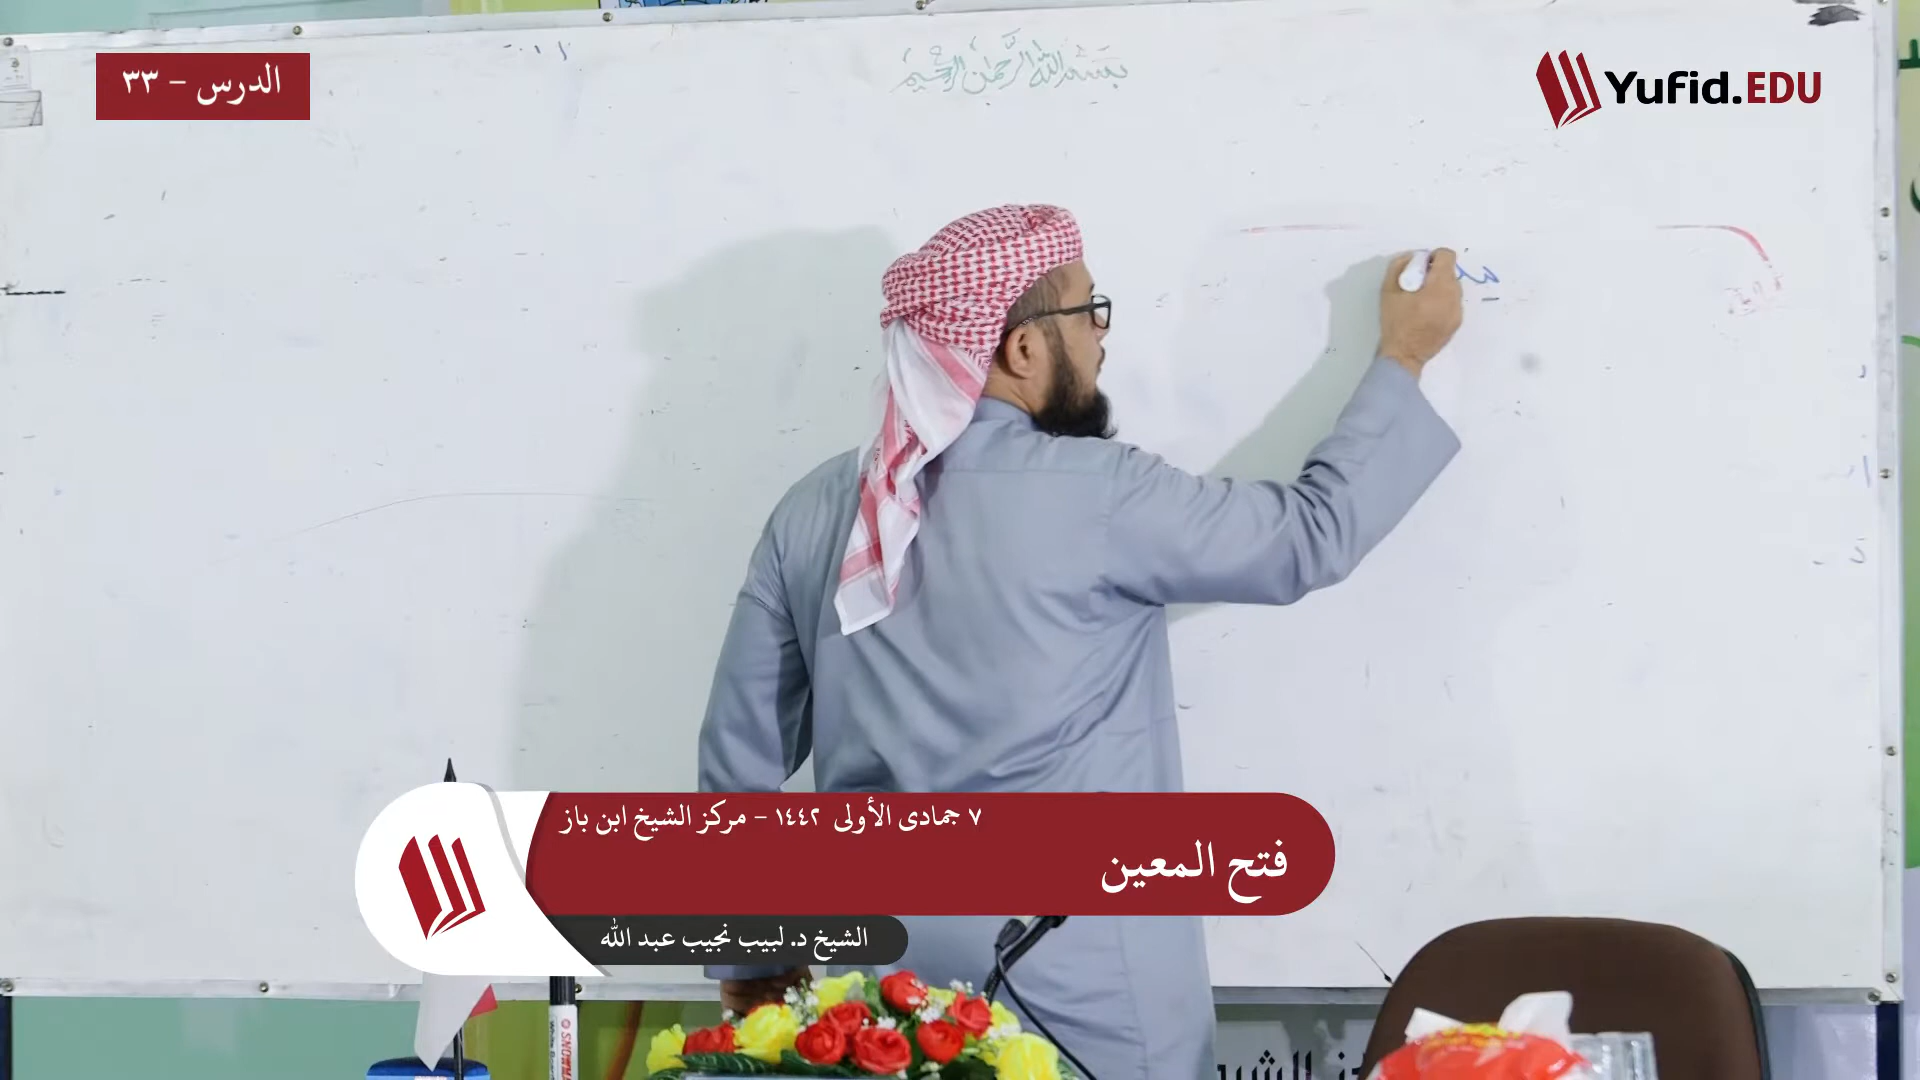 الدرس - ٣٣
بسم الله الرحمن الرحيم
Yufid.EDU
٧ جمادى الأولى ١٤٤٢ - مركز الشيخ ابن باز
فتح المعين
الشيخ د. لبيب نجيب عبد الله
SNOWMAN